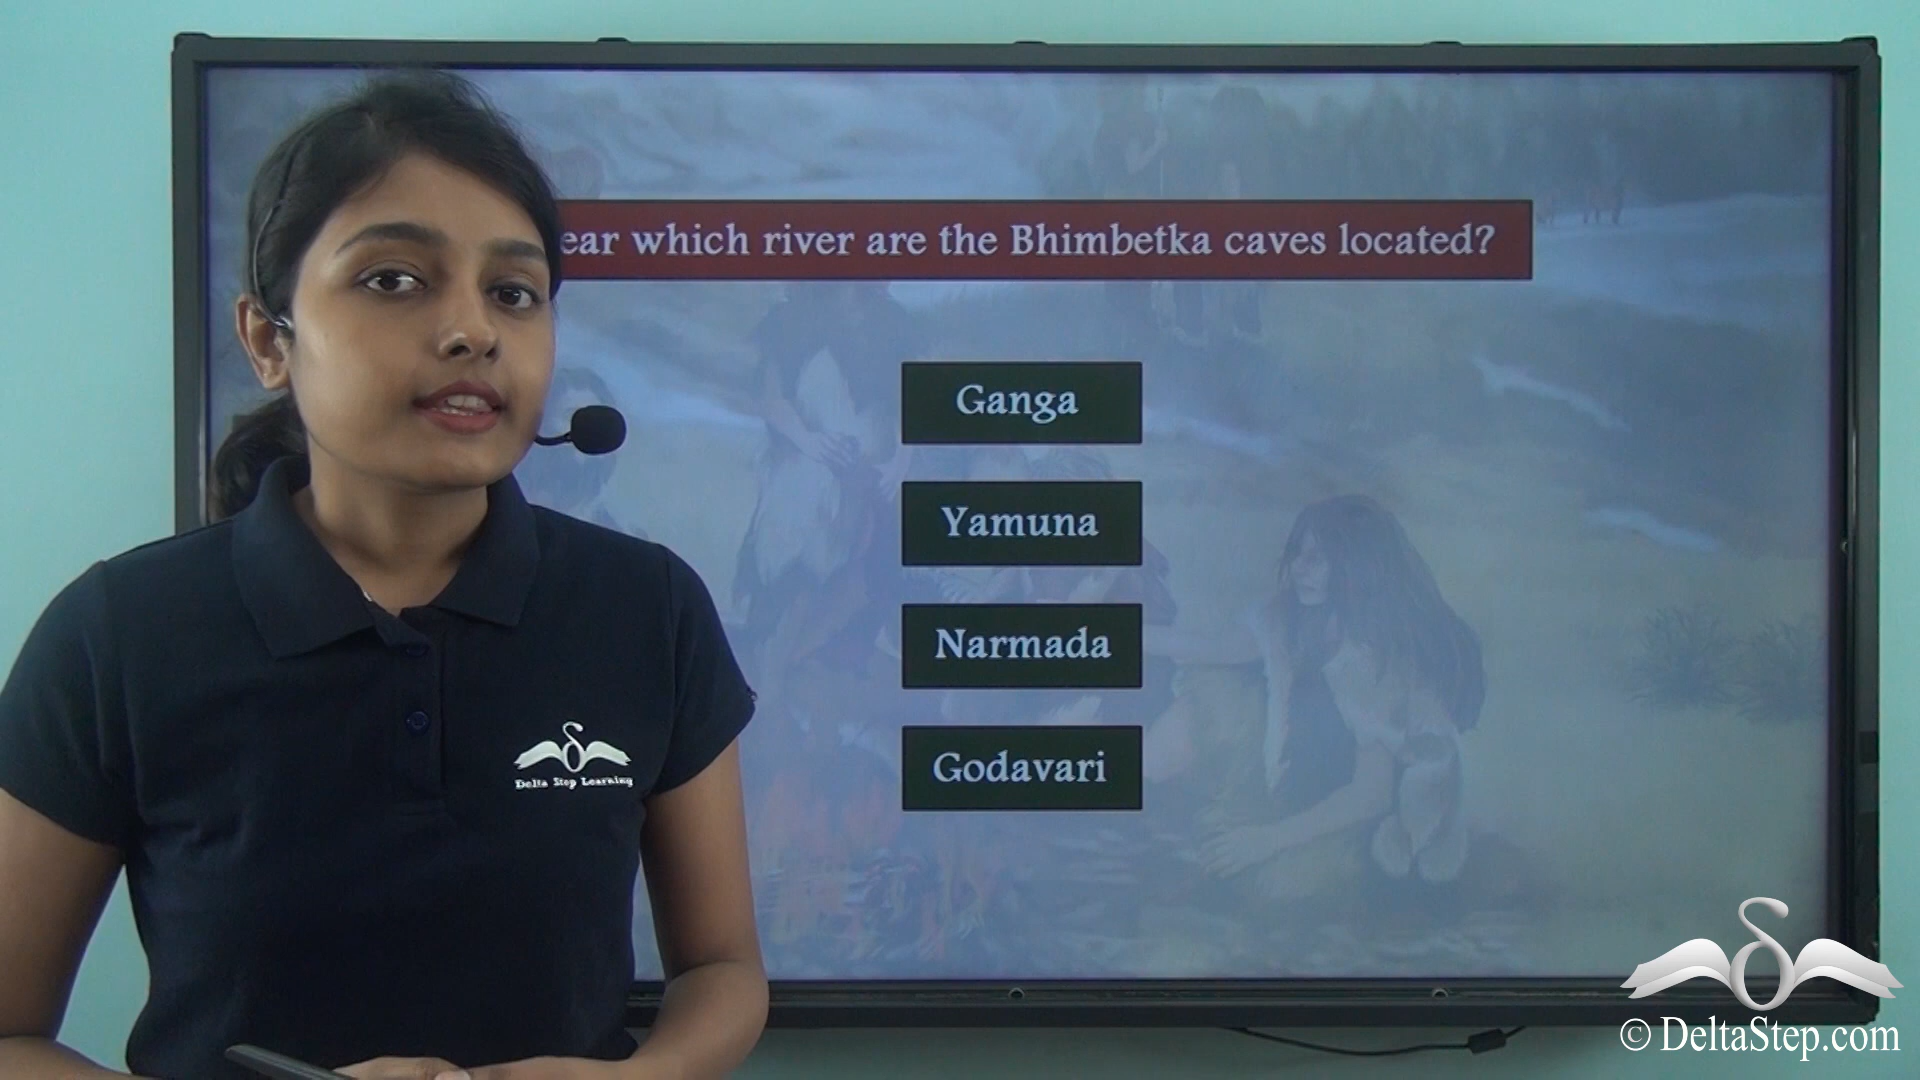 ear which river are the Bhimbetka caves located?
Ganga
Yamuna
Narmada
Godavari
Delta Step Learning
© DeltaStep.com